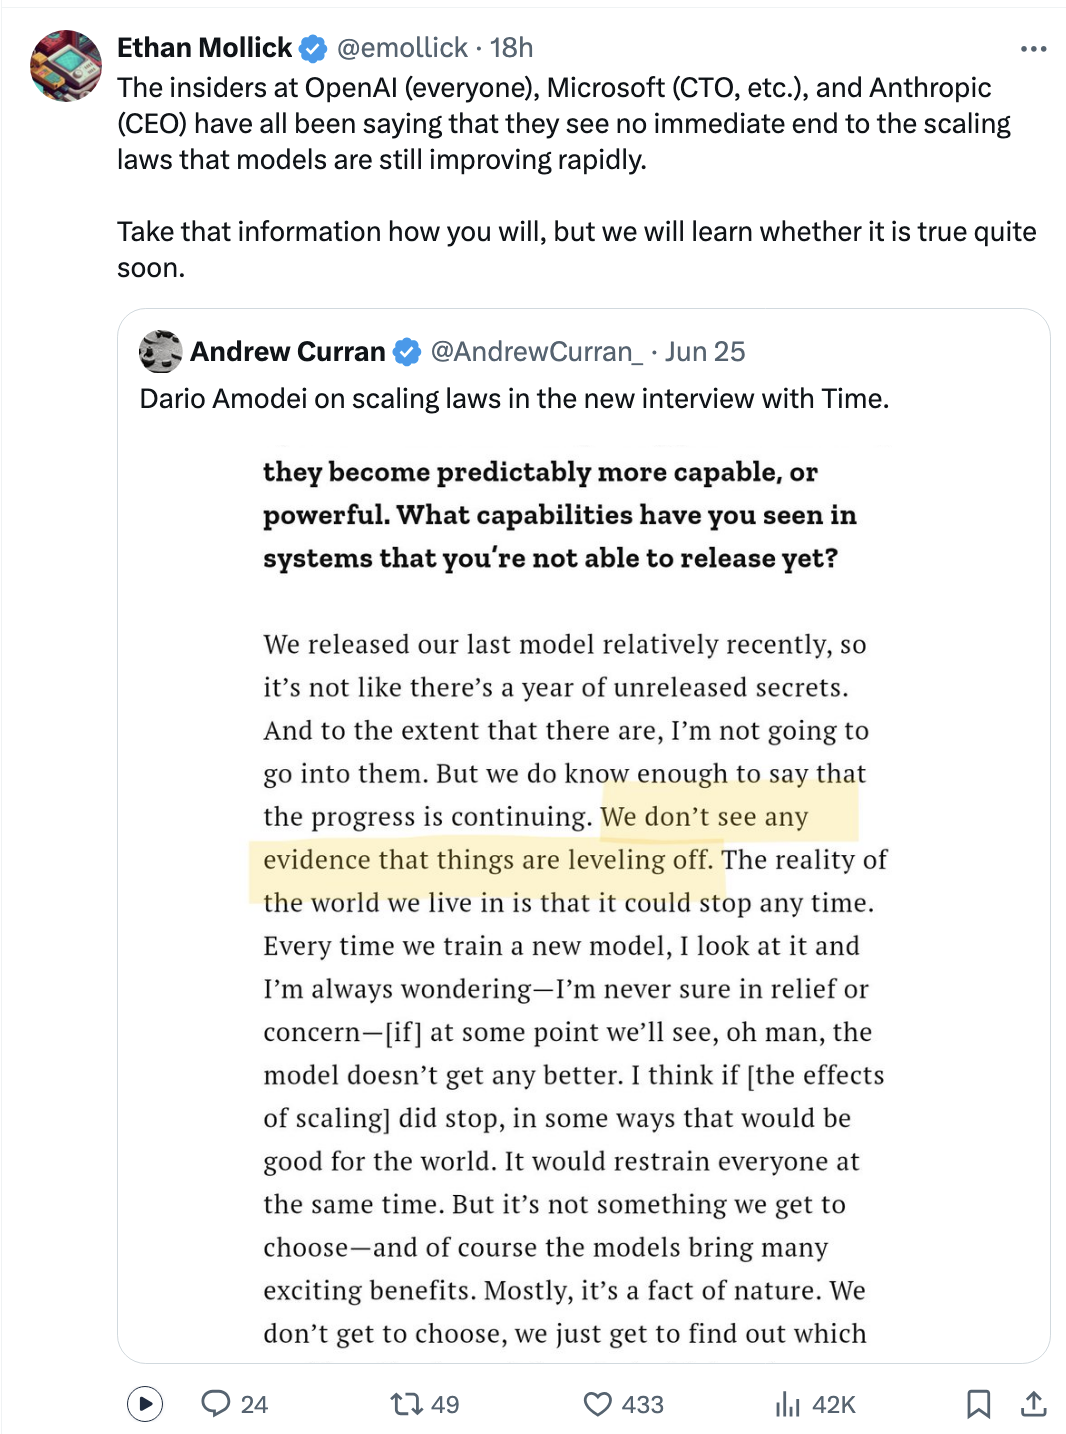 Ethan Mollick @emollick · 18h
The insiders at OpenAI (everyone), Microsoft (CTO, etc.), and Anthropic
(CEO) have all been saying that they see no immediate end to the scaling
laws that models are still improving rapidly.
Take that information how you will, but we will learn whether it is true quite
soon.
Andrew Curran @AndrewCurran_ · Jun 25
Dario Amodei on scaling laws in the new interview with Time.
they become predictably more capable, or
powerful. What capabilities have you seen in
systems that you're not able to release yet?
We released our last model relatively recently, so
it's not like there's a year of unreleased secrets.
And to the extent that there are, I'm not going to
go into them. But we do know enough to say that
the progress is continuing. We don't see any
evidence that things are leveling off. The reality of
the world we live in is that it could stop any time.
Every time we train a new model, I look at it and
I'm always wondering—I'm never sure in relief or
concern—[if] at some point we'll see, oh man, the
model doesn't get any better. I think if [the effects
of scaling] did stop, in some ways that would be
good for the world. It would restrain everyone at
the same time. But it's not something we get to
choose—and of course the models bring many
exciting benefits. Mostly, it's a fact of nature. We
don't get to choose, we just get to find out which
24 49 433 42K